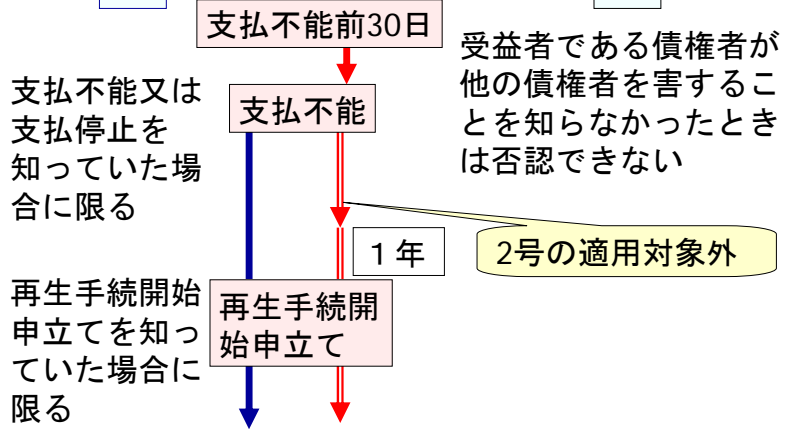 支払不能前30日
受益者である債権者が
他の債権者を害するこ
とを知らなかったとき
は否認できない
支払不能又は
支払停止を
知っていた場
合に限る
支払不能
１年
2号の適用対象外
再生手続開始
申立てを知っ
ていた場合に
限る
再生手続開
始申立て